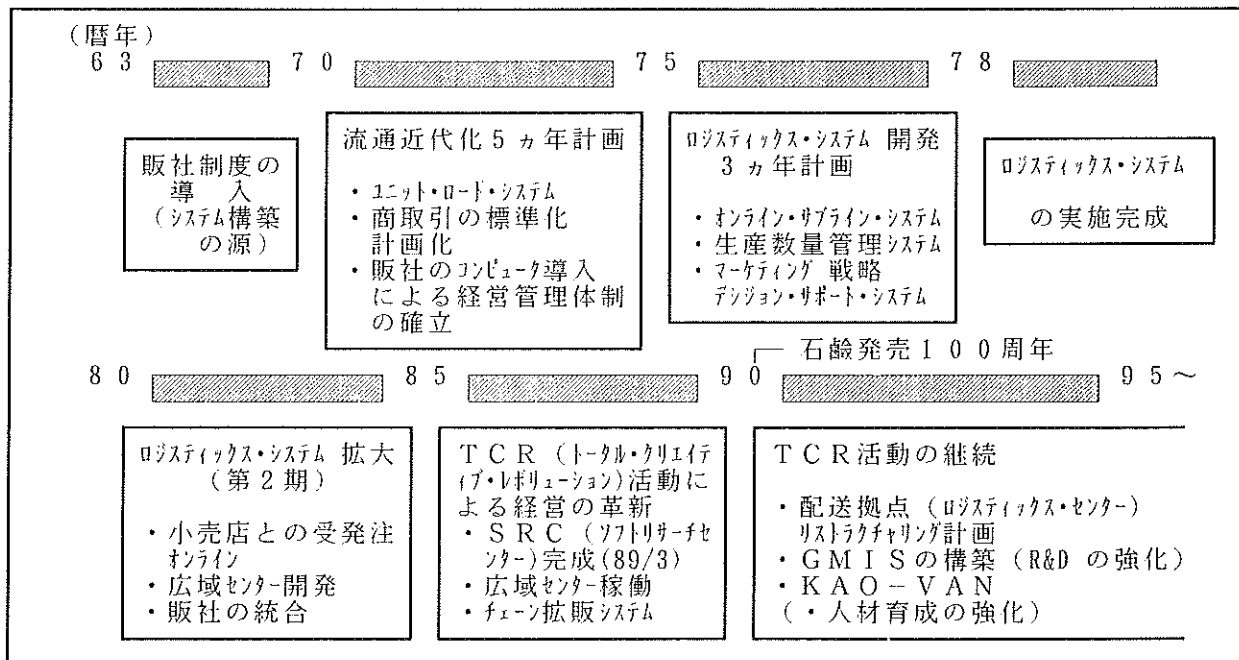 (暦年)
63 70 75 78
販社制度の
導 入
(システム構築
の源)
流通近代化5ヵ年計画
・ユニット・ロード・システム
・商取引の標準化
計画化
・販社のコンピュータ導入
による経営管理体制
の確立
ロジスティックス・システム 開発
3ヵ年計画
・オンライン・サプライン・システム
・生産数量管理システム
・マーケティング 戦略
デシジョン・サポート・システム
ロジスティックス・システム
の実施完成
石鹸発売100周年
80 85 90 95～
ロジスティックス・システム 拡大
(第2期)
・小売店との受発注
オンライン
・広域センター開発
・販社の統合
TCR (トータル・クリエイテ
ィブ・レボリューション)活動に
よる経営の革新
・SRC (ソフトリサーチセ
ンター)完成(89/3)
・広域センター稼働
・チェーン拡販システム
TCR活動の継続
・配送拠点 (ロジスティックス・センター)
リストラクチャリング計画
・GMISの構築 (R&D の強化)
・KAO-VAN
(・人材育成の強化)